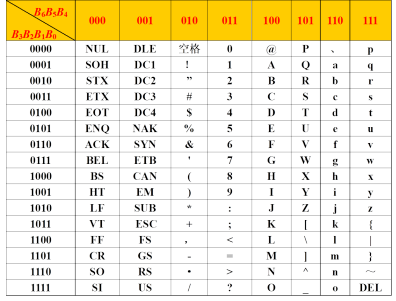 B6B5B4
B3B2B1B0 000 001 010 011 100 101 110 111
0000 NUL DLE 空格 0 @ P 、 p
0001 SOH DC1 ! 1 A Q a q
0010 STX DC2 ” 2 B R b r
0011 ETX DC3 # 3 C S c s
0100 EOT DC4 $ 4 D T d t
0101 ENQ NAK % 5 E U e u
0110 ACK SYN & 6 F V f v
0111 BEL ETB ' 7 G W g w
1000 BS CAN ( 8 H X h x
1001 HT EM ) 9 I Y i y
1010 LF SUB * : J Z j z
1011 VT ESC + ; K [ k {
1100 FF FS , < L \ l |
1101 CR GS - = M ] m }
1110 SO RS • > N ^ n ～
1111 SI US / ? O _ o DEL